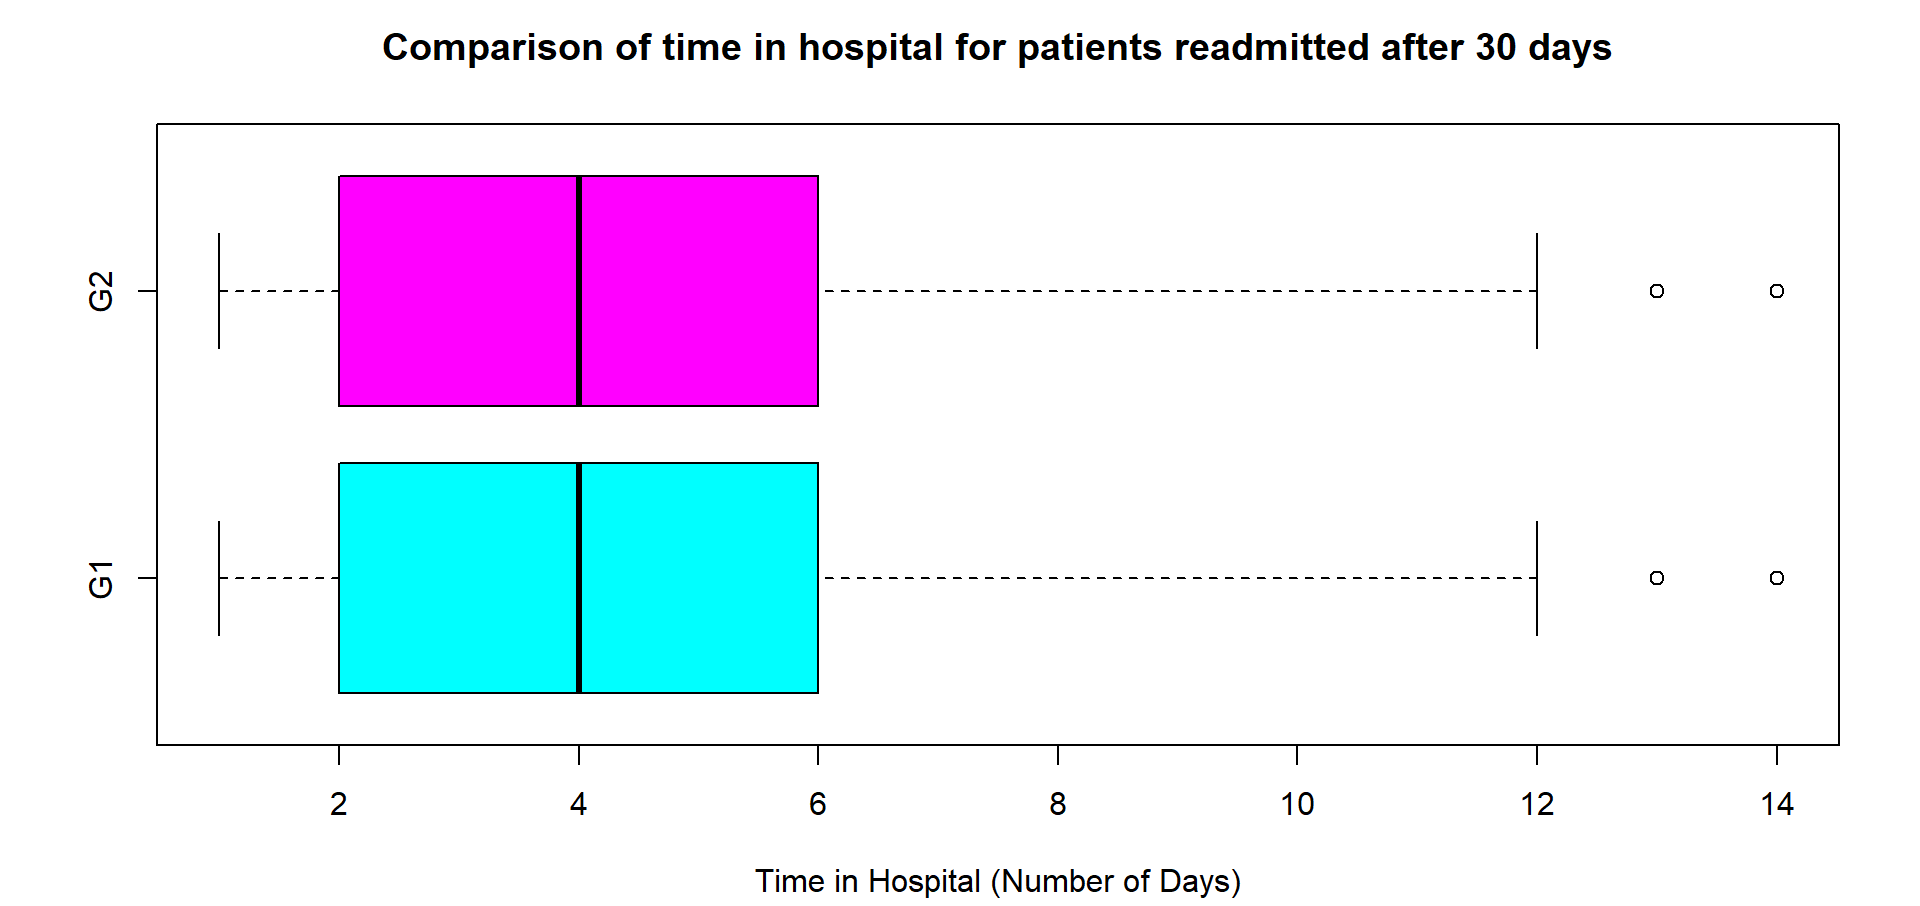 Comparison of time in hospital for patients readmitted after 30 days
G2
G1
2 4 6 8 10 12 14
Time in Hospital (Number of Days)